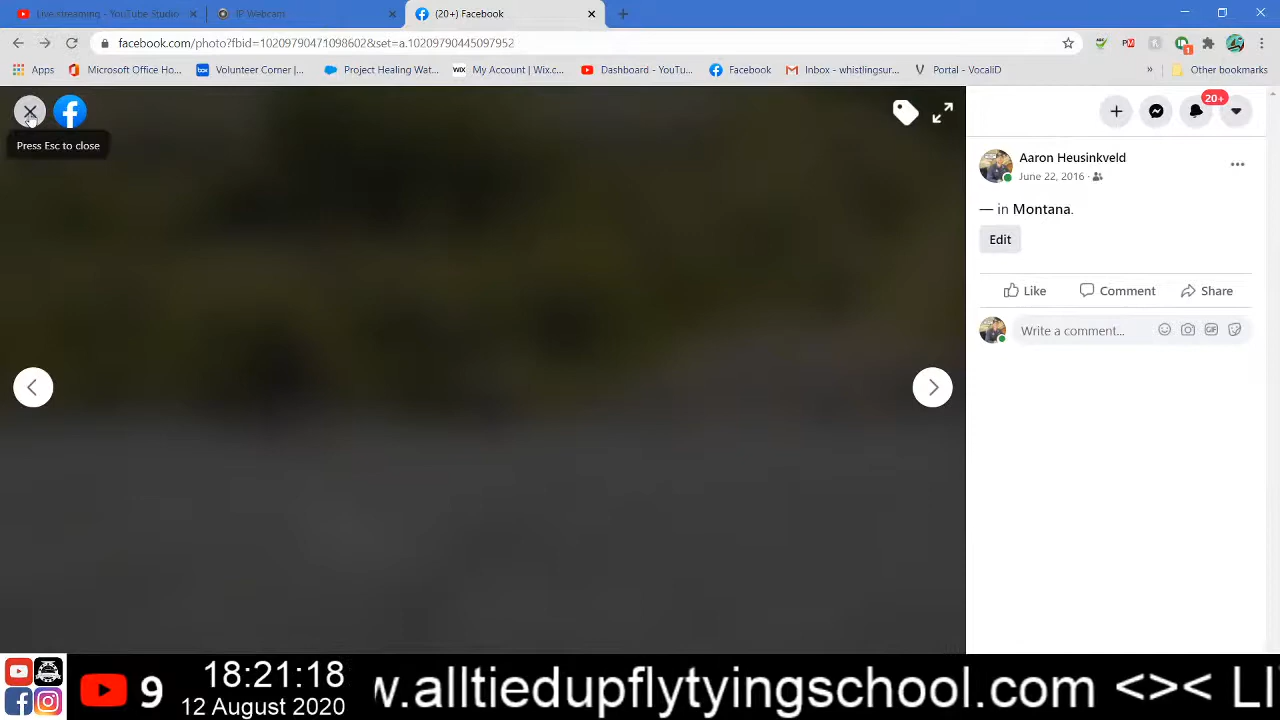 Live streaming - YouTube Studio
IP Webcam
(20+) Facebook
facebook.com/photo?fbid=10209790471098602&set=a.10209790445097952
Apps
Microsoft Office Ho...
Volunteer Corner |...
Project Healing Wat...
My Account | Wix.c...
Dashboard - YouTu...
Facebook
Inbox - whistlingsur...
Portal - VocaliD
»
Other bookmarks
Press Esc to close
20+
Aaron Heusinkveld
June 22, 2016 ·
— in Montana.
Edit
Like
Comment
Share
Write a comment...
GIF
9
18:21:18
12 August 2020
w.alltiedupflytyingschool.com <>< LI